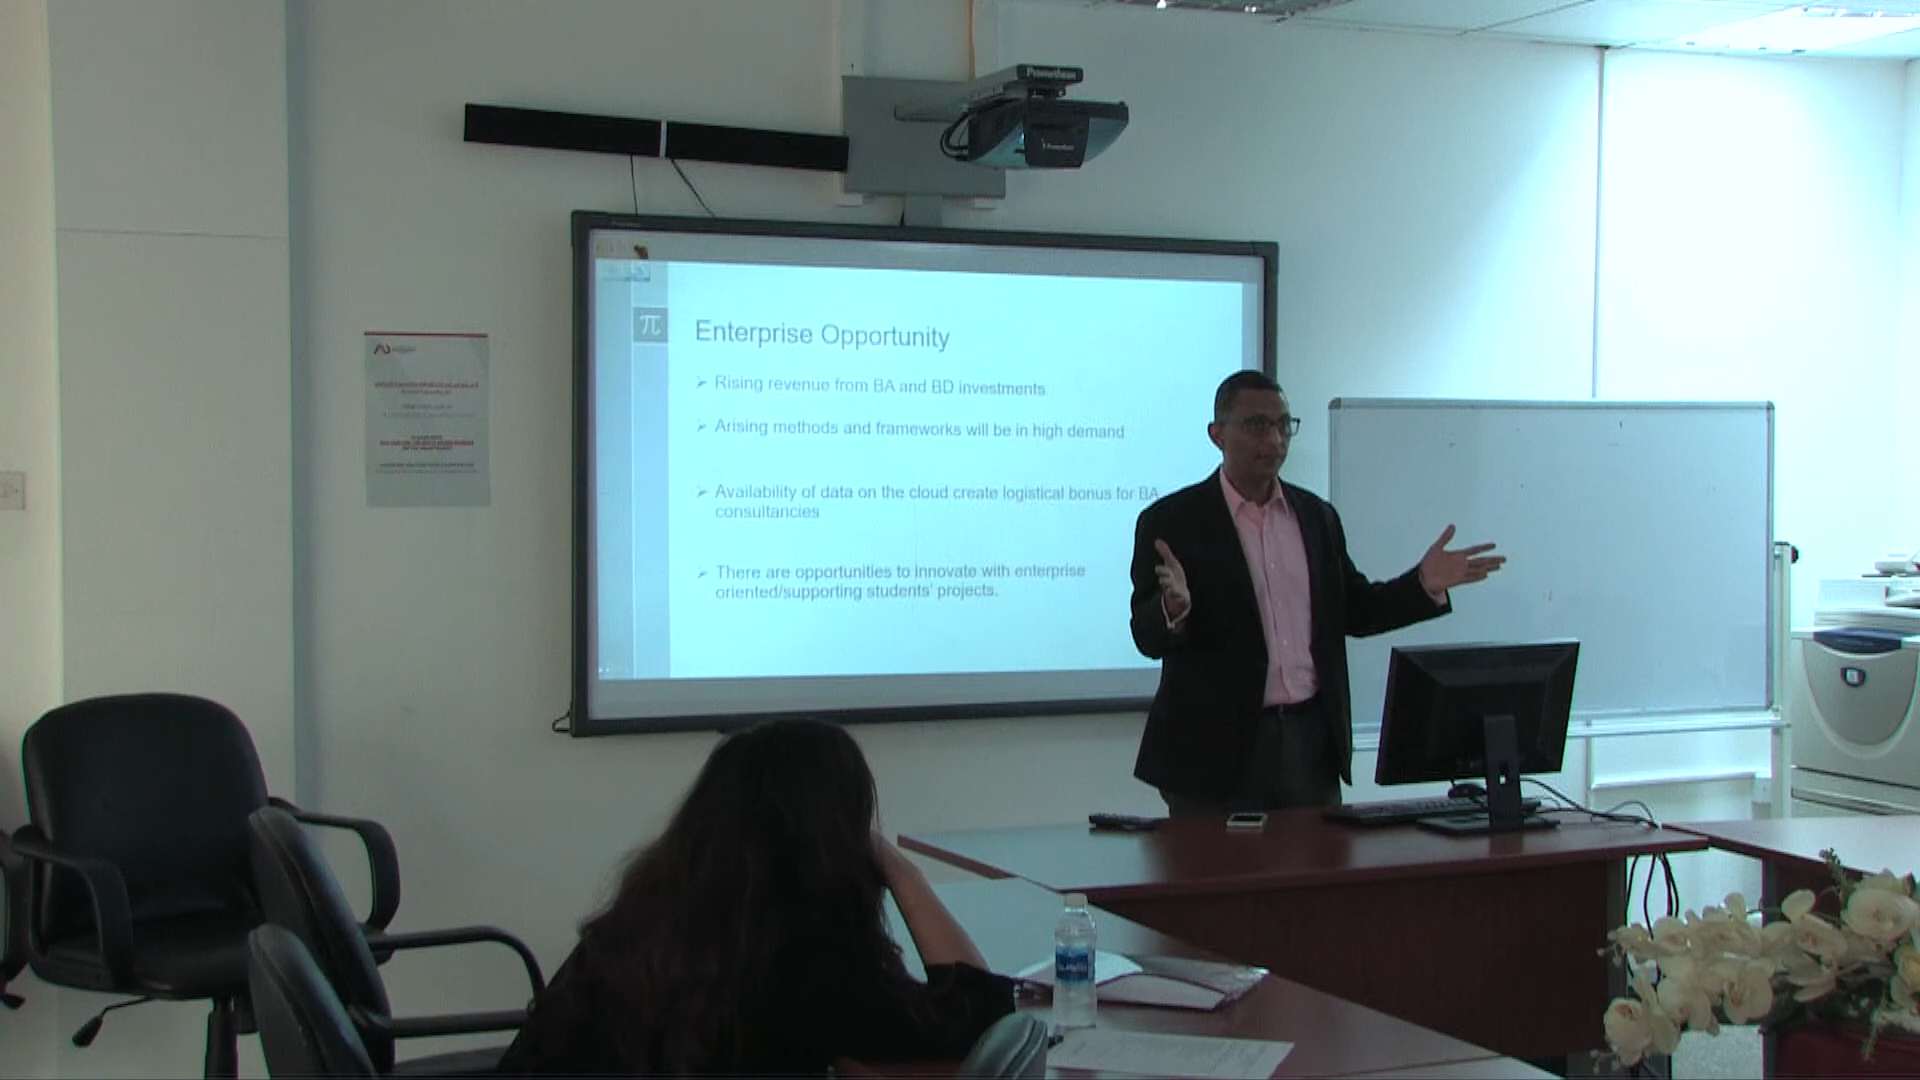 Promethean
Promethean
π
Enterprise Opportunity
➢ Rising revenue from BA and BD investments
➢ Arising methods and frameworks will be in high demand
➢ Availability of data on the cloud create logistical bonus for BA
consultancies
➢ There are opportunities to innovate with enterprise
oriented/supporting students' projects.